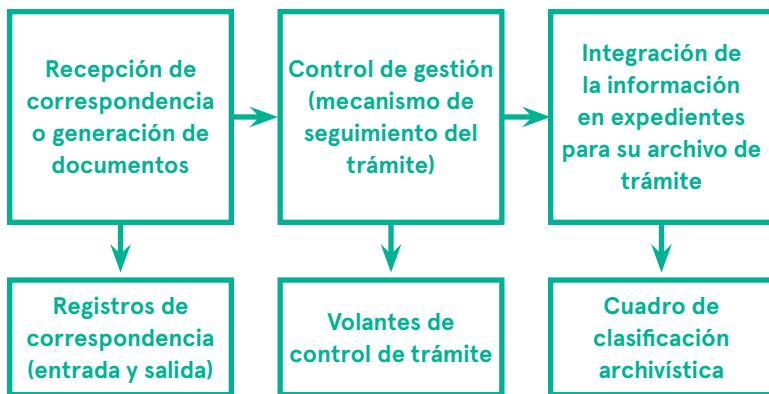 Recepción de
correspondencia
o generación de
documentos
Control de gestión
(mecanismo de
seguimiento del
trámite)
Integración de
la información
en expedientes
para su archivo de
trámite
Registros de
correspondencia
(entrada y salida)
Volantes de
control de trámite
Cuadro de
clasificación
archivística